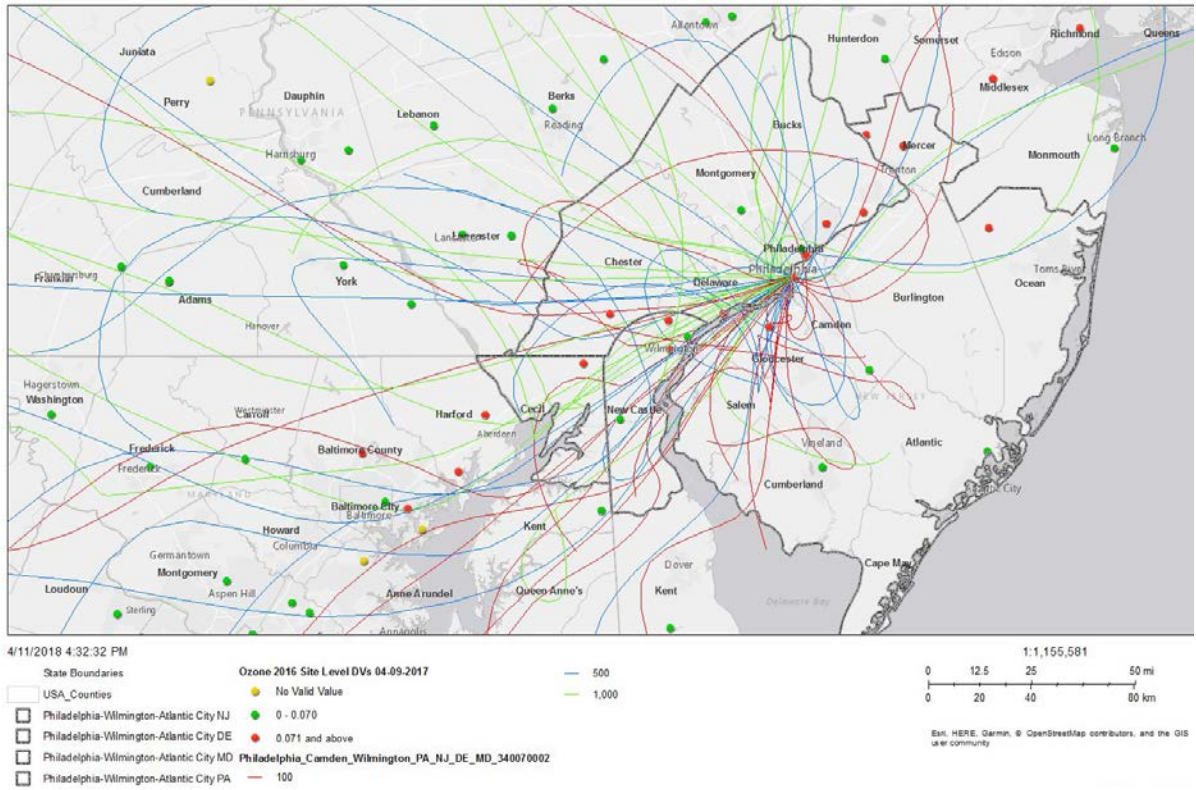 Allentown
Hunterdon
Somerset
Richmond
Queens
Juniata
Edison
Middlesex
Perry
Dauphin
Berks
PENNSYLVANIA
Lebanon
Reading
Bucks
Long Branch
Harrisburg
Mercer
Monmouth
Trenton
Montgomery
Cumberland
Lancaster
Lancaster
Philadelphia
Chester
Philadelphia
Franklin
Chambersburg
York
Delaware
Toms River
Ocean
Adams
Burlington
Hanover
Camden
Wilmington
Gloucester
Hagerstown
Washington
NEW JERSEY
Westminster
Carroll
Harford
Cecil
New Castle
Salem
Aberdeen
Frederick
Baltimore County
Vineland
Atlantic
Frederick
Cumberland
MARYLAND
Atlantic City
Baltimore City
Baltimore
Kent
Howard
Columbia
Germantown
Montgomery
Cape May
Dover
Loudoun
Aspen Hill
Anne Arundel
Queen Anne's
Kent
Sterling
Delaware Bay
Annapolis
4/11/2018 4:32:32 PM
1:1,155,581
State Boundaries
Ozone 2016 Site Level DVs 04-09-2017
500
0 12.5 25 50 mi
USA_Counties
No Valid Value
1,000
0 20 40 80 km
Philadelphia-Wilmington-Atlantic City NJ
0 - 0.070
Philadelphia-Wilmington-Atlantic City DE
0.071 and above
Esri, HERE, Garmin, © OpenStreetMap contributors, and the GIS
user community
Philadelphia-Wilmington-Atlantic City MD
Philadelphia_Camden_Wilmington_PA_NJ_DE_MD_340070002
Philadelphia-Wilmington-Atlantic City PA
100